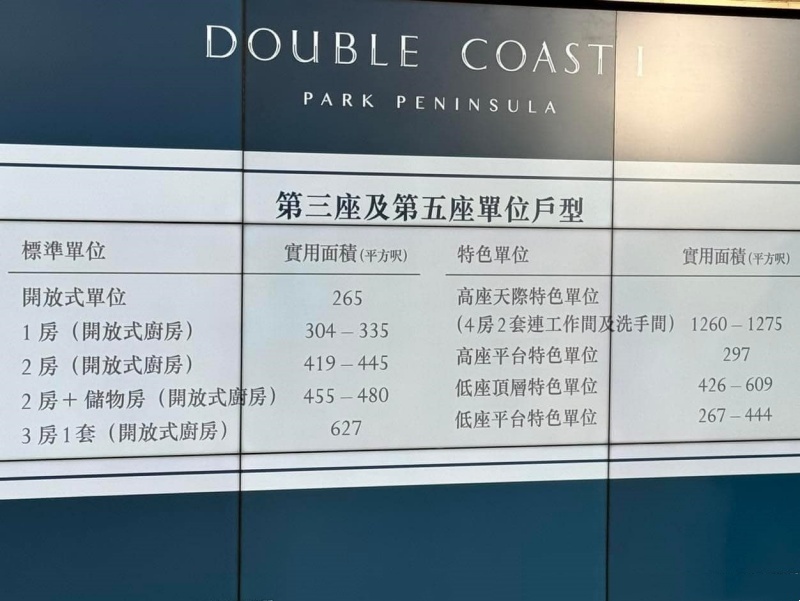 DOUBLE COAST I
PARK PENINSULA
第三座及第五座單位戶型
標準單位 實用面積(平方呎)
開放式單位 265
1房（開放式廚房） 304 – 335
2房（開放式廚房） 419 – 445
2房＋儲物房（開放式廚房） 455 – 480
3房1套（開放式廚房） 627
特色單位 實用面積(平方呎)
高座天際特色單位
(4房2套連工作間及洗手間) 1260 – 1275
高座平台特色單位 297
低座頂層特色單位 426 – 609
低座平台特色單位 267 – 444